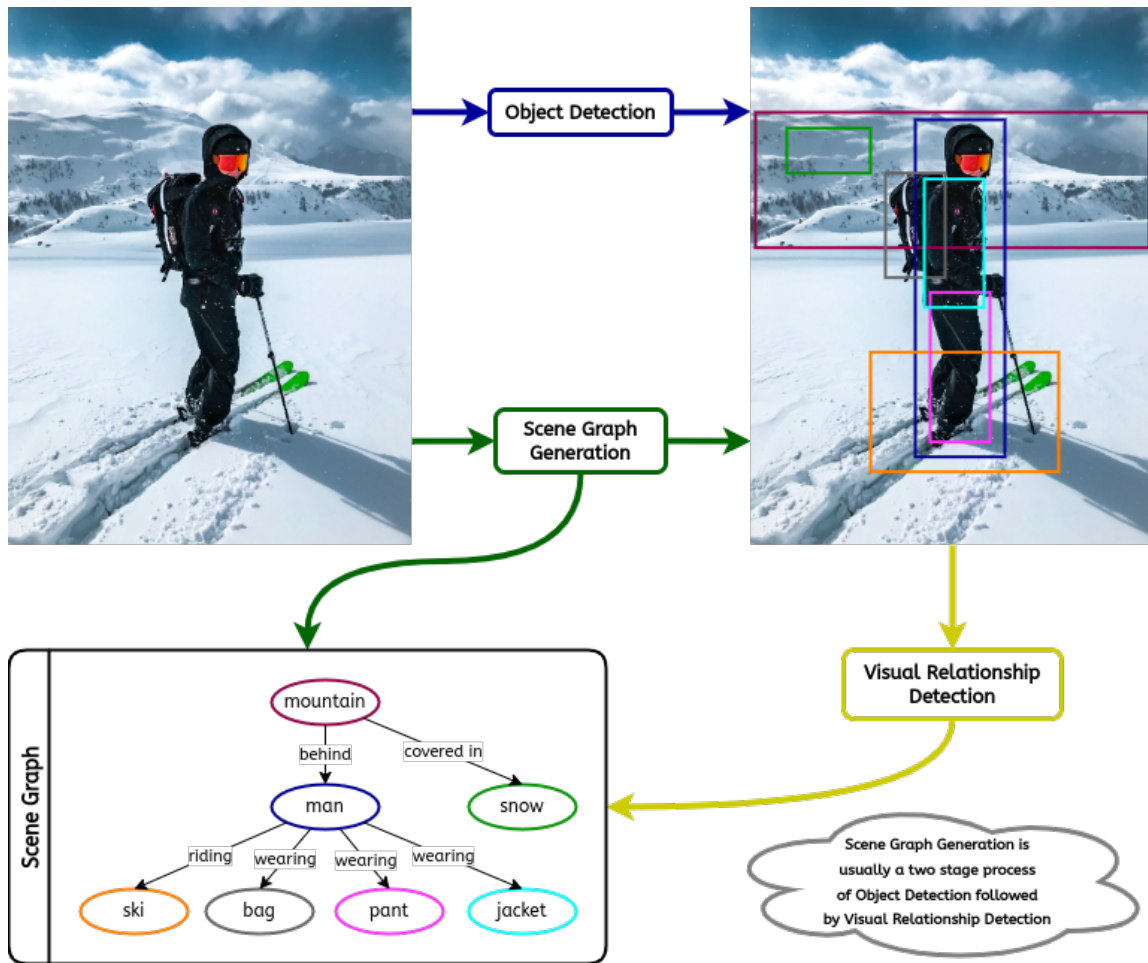 Object Detection
Scene Graph
Generation
Visual Relationship
Detection
Scene Graph
mountain
behind
covered in
man
snow
riding
wearing
wearing
wearing
ski
bag
pant
jacket
Scene Graph Generation is
usually a two stage process
of Object Detection followed
by Visual Relationship Detection